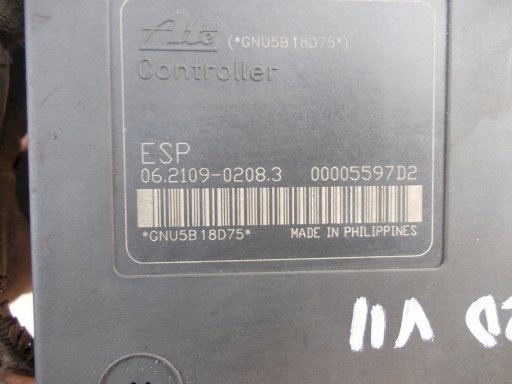 Ate (*GNU5B18D75*)
Controller
ESP
06.2109-0208.3 00005597D2
*GNU5B18D75* MADE IN PHILIPPINES